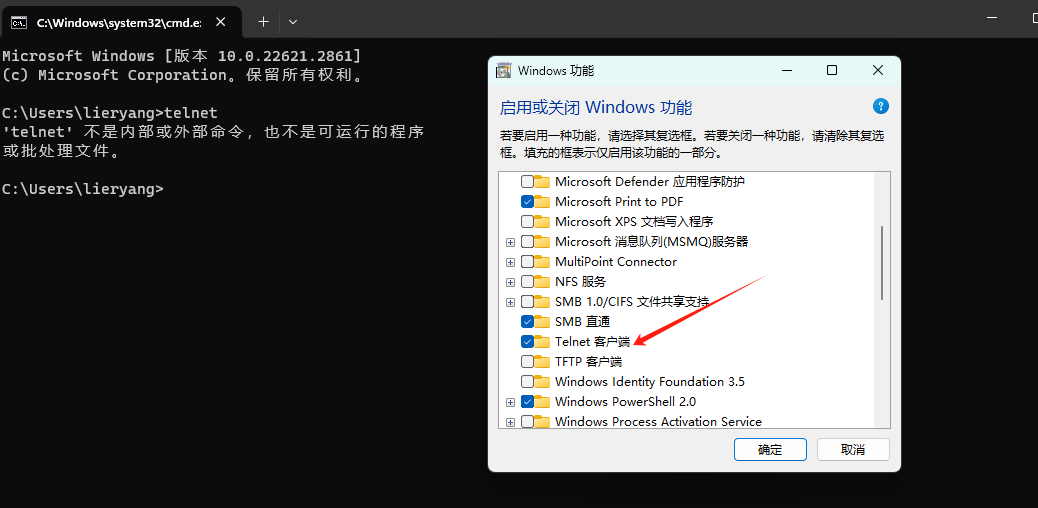 C:\Windows\system32\cmd.e:
Microsoft Windows [版本 10.0.22621.2861]
(c) Microsoft Corporation。保留所有权利。
C:\Users\lieryang>telnet
'telnet' 不是内部或外部命令，也不是可运行的程序
或批处理文件。
C:\Users\lieryang>
Windows 功能
启用或关闭 Windows 功能
若要启用一种功能，请选择其复选框。若要关闭一种功能，请清除其复选
框。填充的框表示仅启用该功能的一部分。
Microsoft Defender 应用程序防护
Microsoft Print to PDF
Microsoft XPS 文档写入程序
Microsoft 消息队列(MSMQ)服务器
MultiPoint Connector
NFS 服务
SMB 1.0/CIFS 文件共享支持
SMB 直通
Telnet 客户端
TFTP 客户端
Windows Identity Foundation 3.5
Windows PowerShell 2.0
Windows Process Activation Service
确定
取消